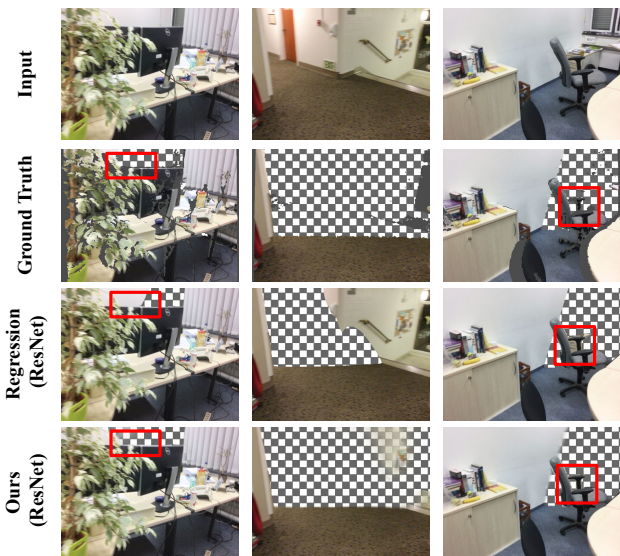 Input
Ground Truth
Regression
(ResNet)
Ours
(ResNet)